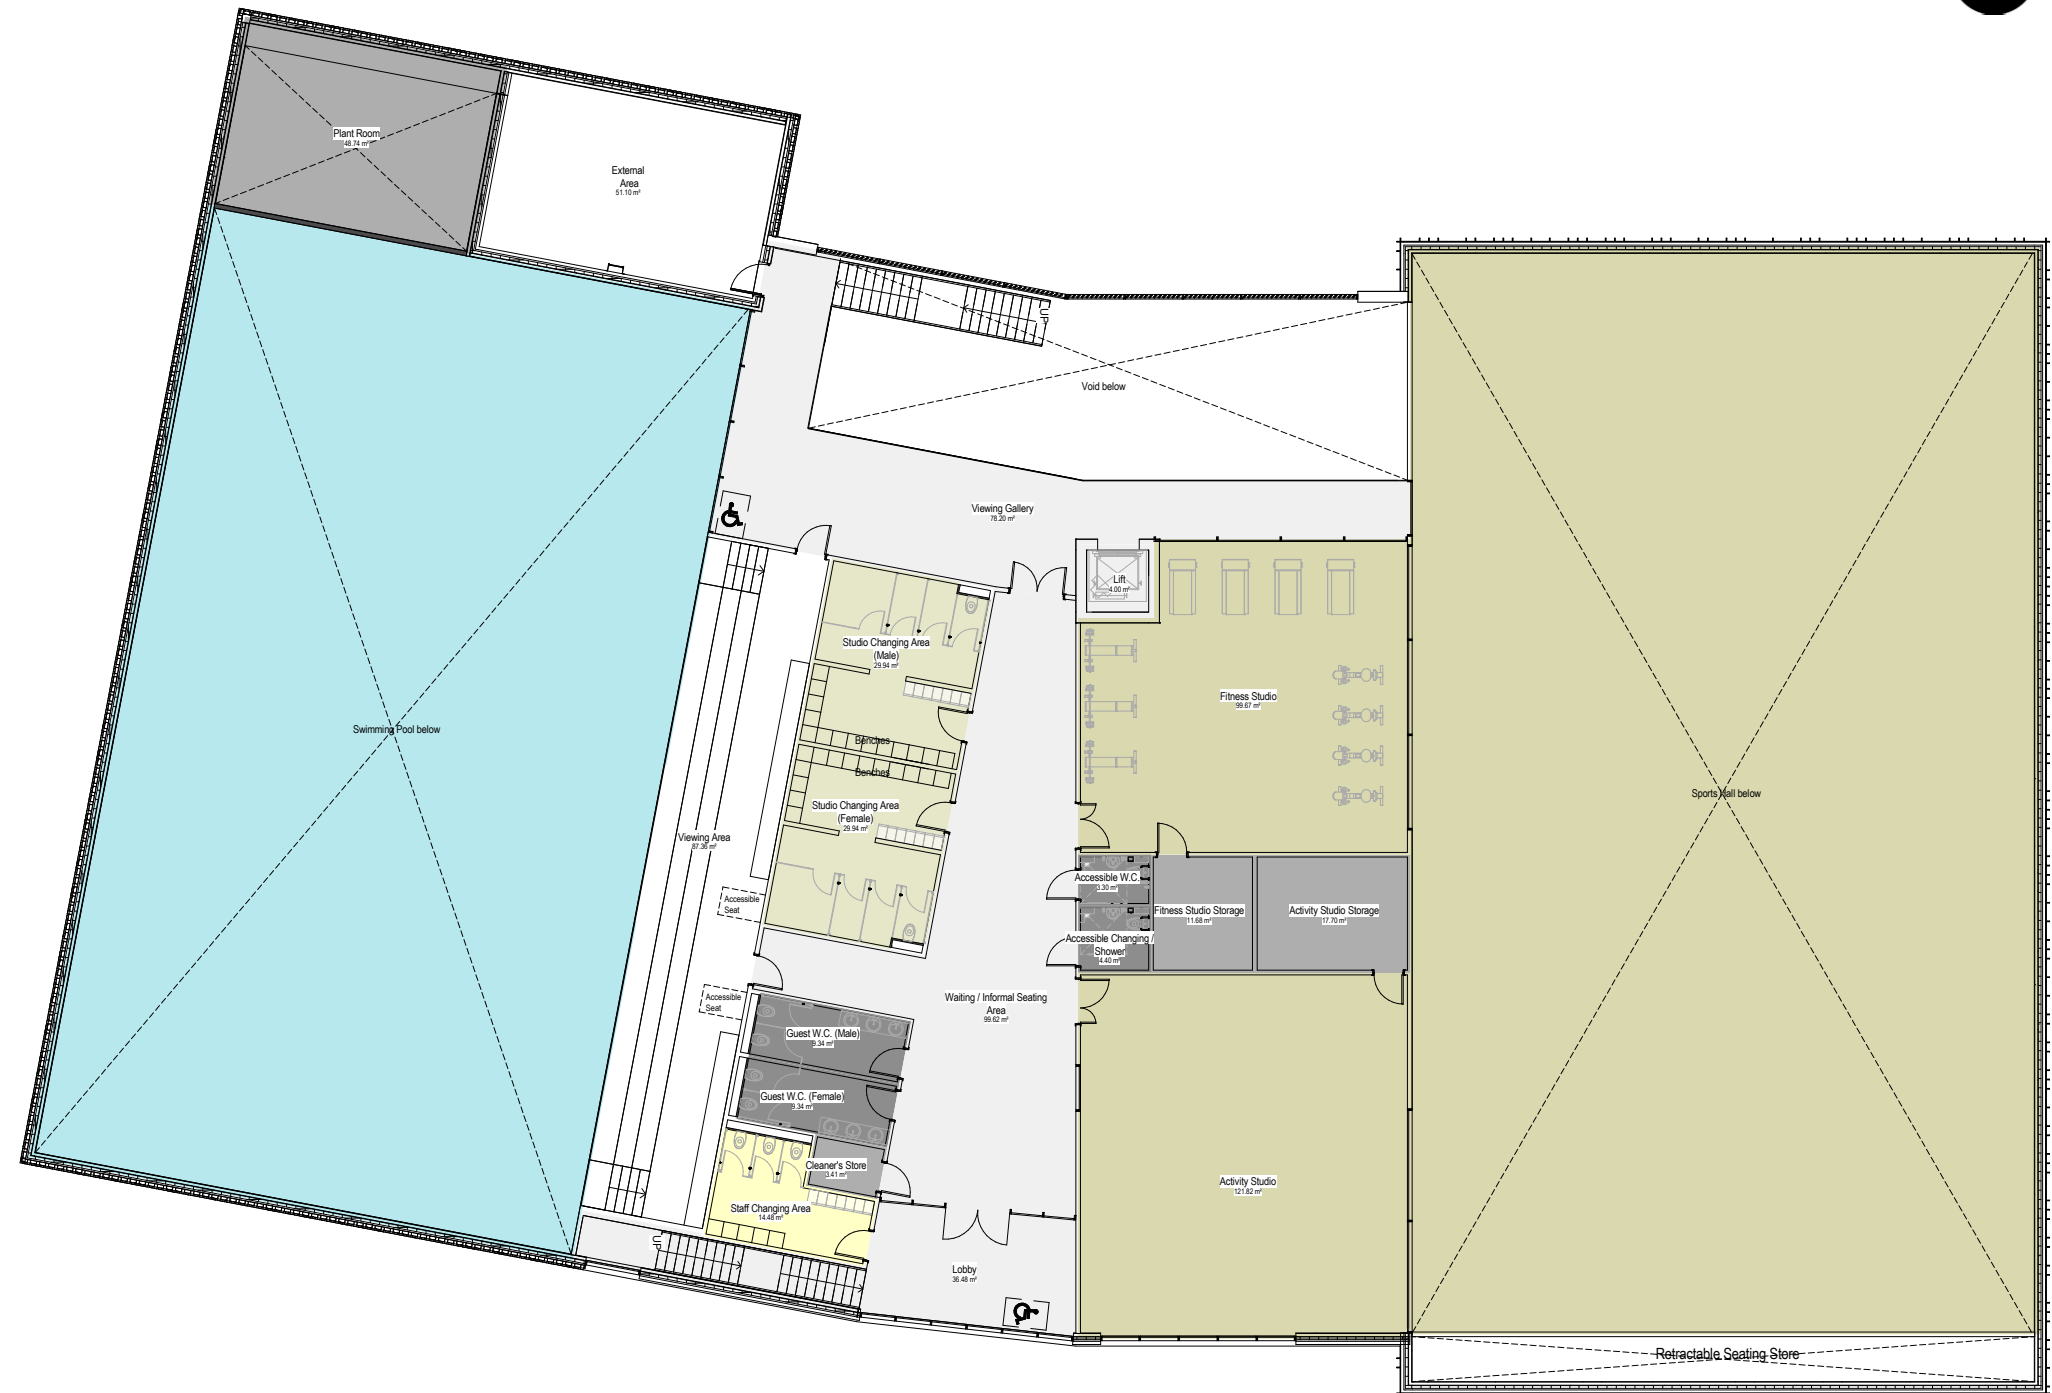 Plant Room
48.74 m²
External
Area
51.10 m²
UP
Void below
Viewing Gallery
78.20 m²
Lift
4.00 m²
Studio Changing Area
(Male)
29.94 m²
Benches
Benches
Studio Changing Area
(Female)
29.94 m²
Fitness Studio
99.67 m²
Swimming Pool below
Sports Hall below
Viewing Area
87.36 m²
Accessible
Seat
Accessible W.C.
3.30 m²
Fitness Studio Storage
11.68 m²
Activity Studio Storage
17.70 m²
Accessible Changing /
Shower
4.40 m²
Accessible
Seat
Waiting / Informal Seating
Area
99.62 m²
Guest W.C. (Male)
9.34 m²
Guest W.C. (Female)
9.34 m²
Cleaner's Store
3.41 m²
Staff Changing Area
14.48 m²
Activity Studio
121.82 m²
UP
Lobby
36.48 m²
Retractable Seating Store